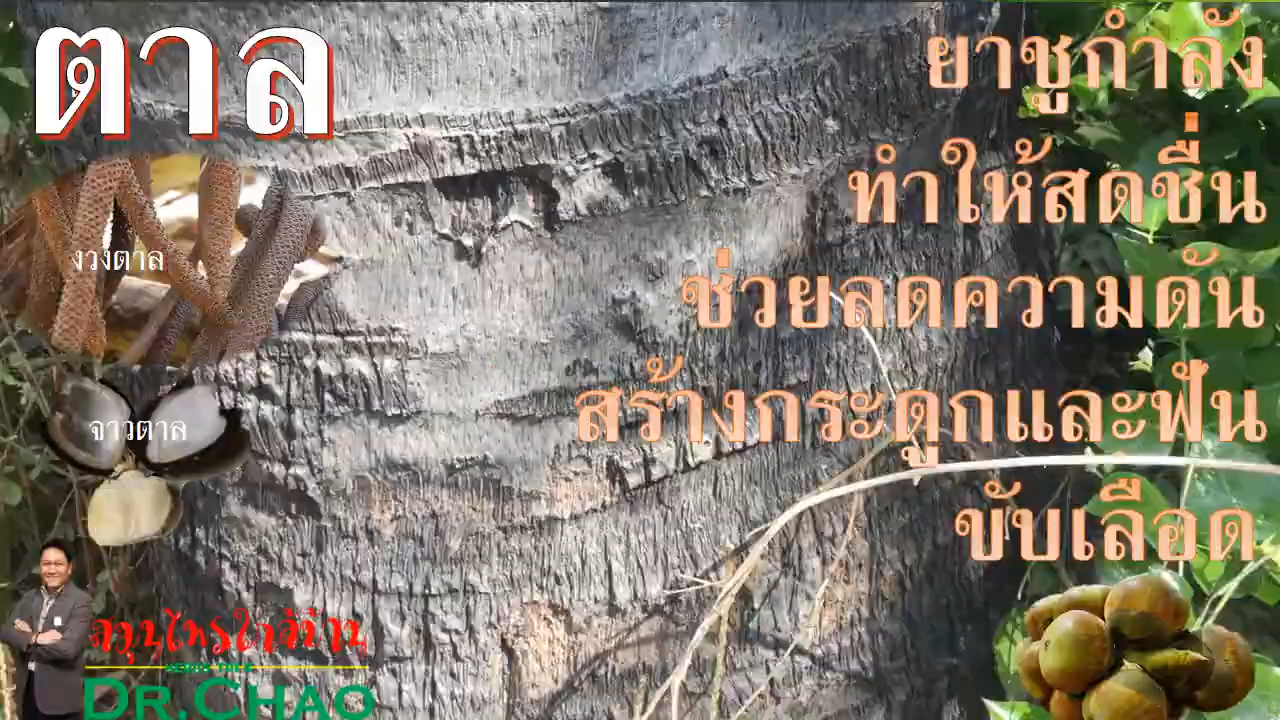 ตาล
ยาชูกำลัง
ทำให้สดชื่น
ช่วยลดความดัน
สร้างกระดูกและฟัน
ขับเลือด
งวงตาล
จาวตาล
สมุนไพรใกล้บ้าน
DR.CHAO